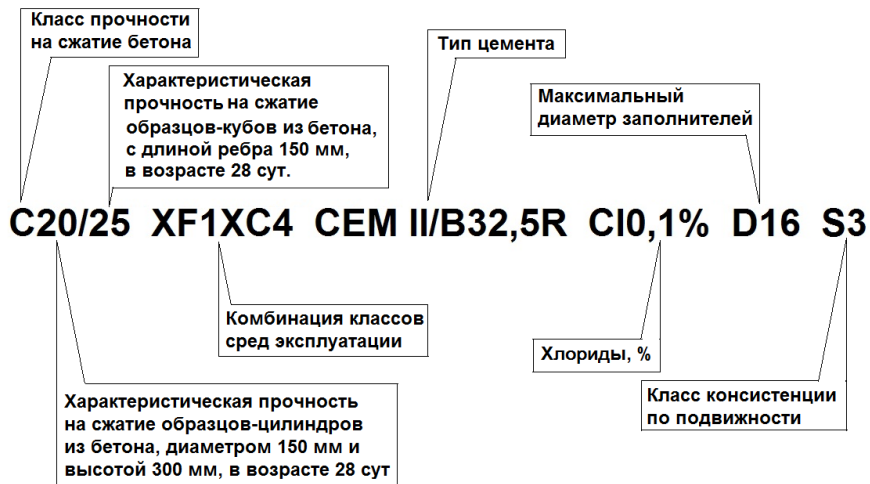 Класс прочности
на сжатие бетона
Тип цемента
Характеристическая
прочность на сжатие
образцов-кубов из бетона,
с длиной ребра 150 мм,
в возрасте 28 сут.
Максимальный
диаметр заполнителей
C20/25 XF1XC4 CEM II/B32,5R Cl0,1% D16 S3
Комбинация классов
сред эксплуатации
Хлориды, %
Класс консистенции
по подвижности
Характеристическая прочность
на сжатие образцов-цилиндров
из бетона, диаметром 150 мм и
высотой 300 мм, в возрасте 28 сут